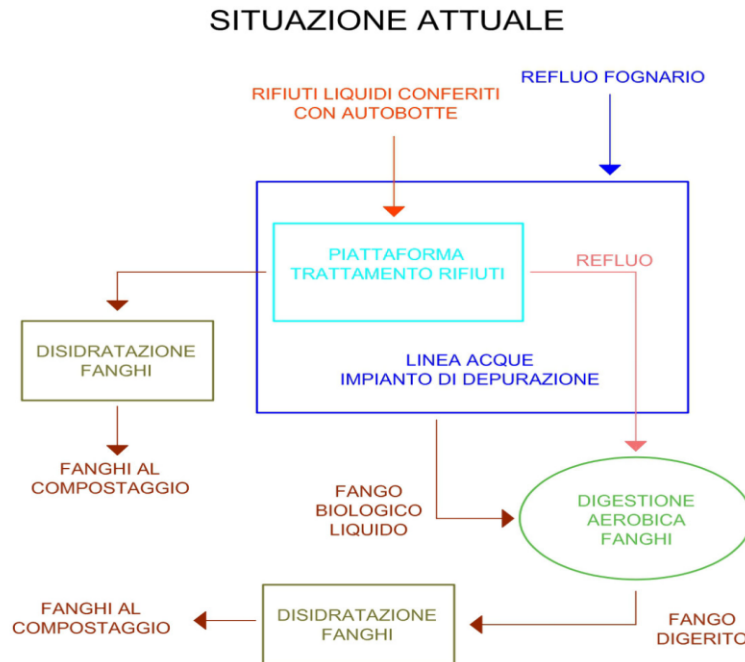 SITUAZIONE ATTUALE
REFLUO FOGNARIO
RIFIUTI LIQUIDI CONFERITI
CON AUTOBOTTE
PIATTAFORMA
TRATTAMENTO RIFIUTI
REFLUO
DISIDRATAZIONE
FANGHI
LINEA ACQUE
IMPIANTO DI DEPURAZIONE
FANGHI AL
COMPOSTAGGIO
FANGO
BIOLOGICO
LIQUIDO
DIGESTIONE
AEROBICA
FANGHI
FANGHI AL
COMPOSTAGGIO
DISIDRATAZIONE
FANGHI
FANGO
DIGERITO